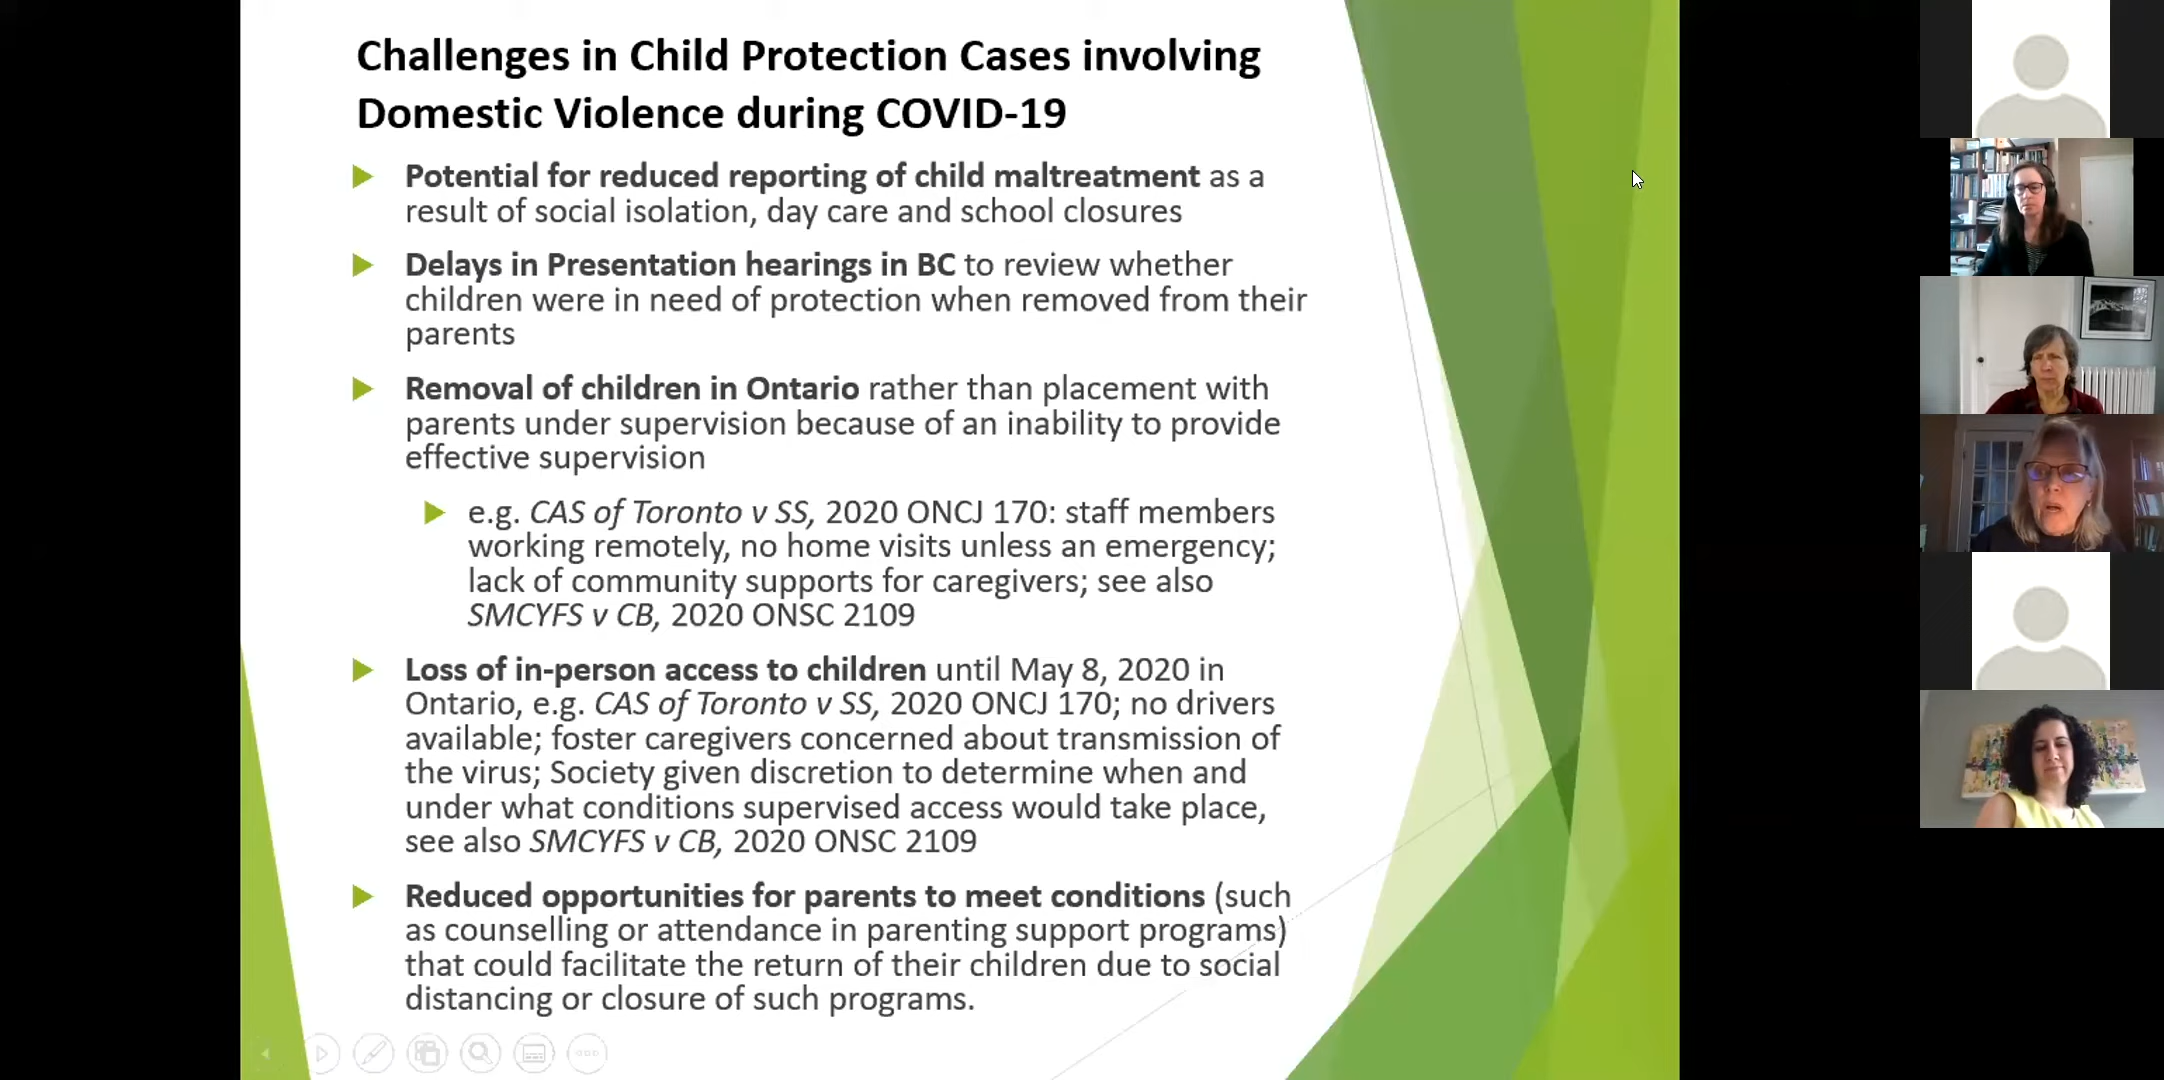 Challenges in Child Protection Cases involving
Domestic Violence during COVID-19
Potential for reduced reporting of child maltreatment as a
result of social isolation, day care and school closures
Delays in Presentation hearings in BC to review whether
children were in need of protection when removed from their
parents
Removal of children in Ontario rather than placement with
parents under supervision because of an inability to provide
effective supervision
e.g. CAS of Toronto v SS, 2020 ONCJ 170: staff members
working remotely, no home visits unless an emergency;
lack of community supports for caregivers; see also
SMCYFS v CB, 2020 ONSC 2109
Loss of in-person access to children until May 8, 2020 in
Ontario, e.g. CAS of Toronto v SS, 2020 ONCJ 170; no drivers
available; foster caregivers concerned about transmission of
the virus; Society given discretion to determine when and
under what conditions supervised access would take place,
see also SMCYFS v CB, 2020 ONSC 2109
Reduced opportunities for parents to meet conditions (such
as counselling or attendance in parenting support programs)
that could facilitate the return of their children due to social
distancing or closure of such programs.